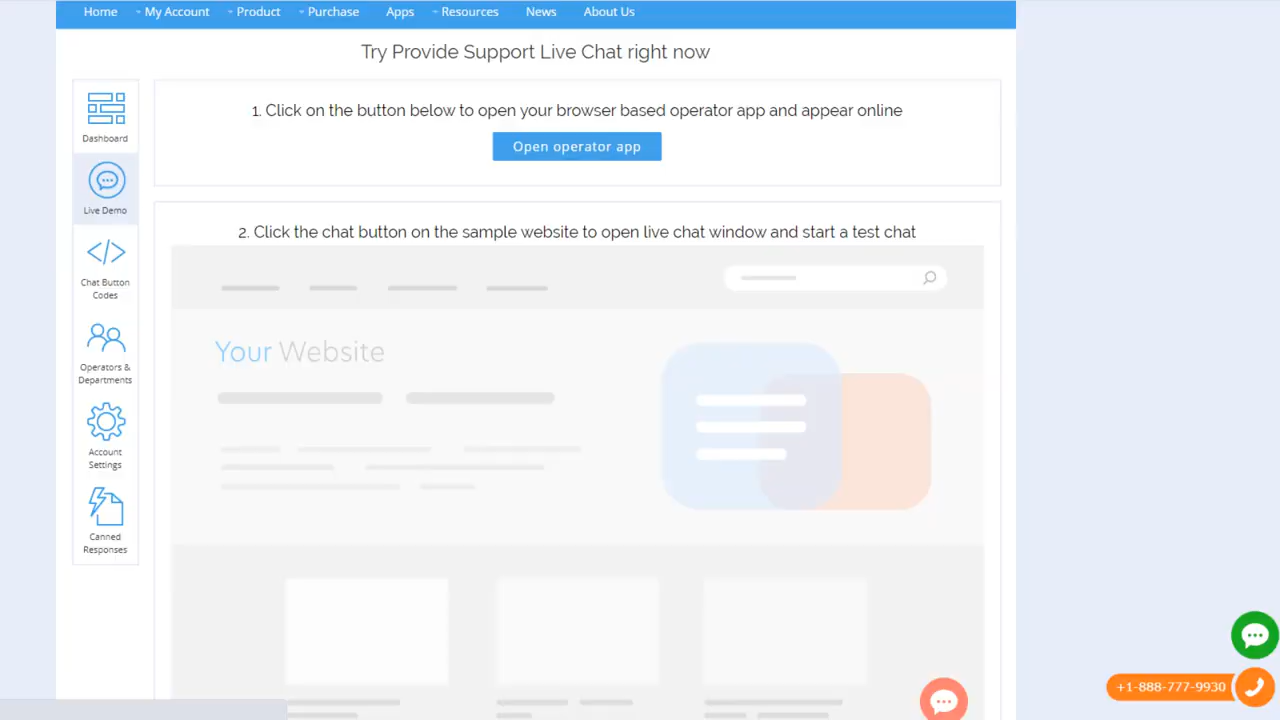 Home My Account Product Purchase Apps Resources News About Us
Try Provide Support Live Chat right now
Dashboard
Live Demo
Chat Button
Codes
Operators &
Departments
Account
Settings
Canned
Responses
1. Click on the button below to open your browser based operator app and appear online
Open operator app
2. Click the chat button on the sample website to open live chat window and start a test chat
Your Website
+1-888-777-9930